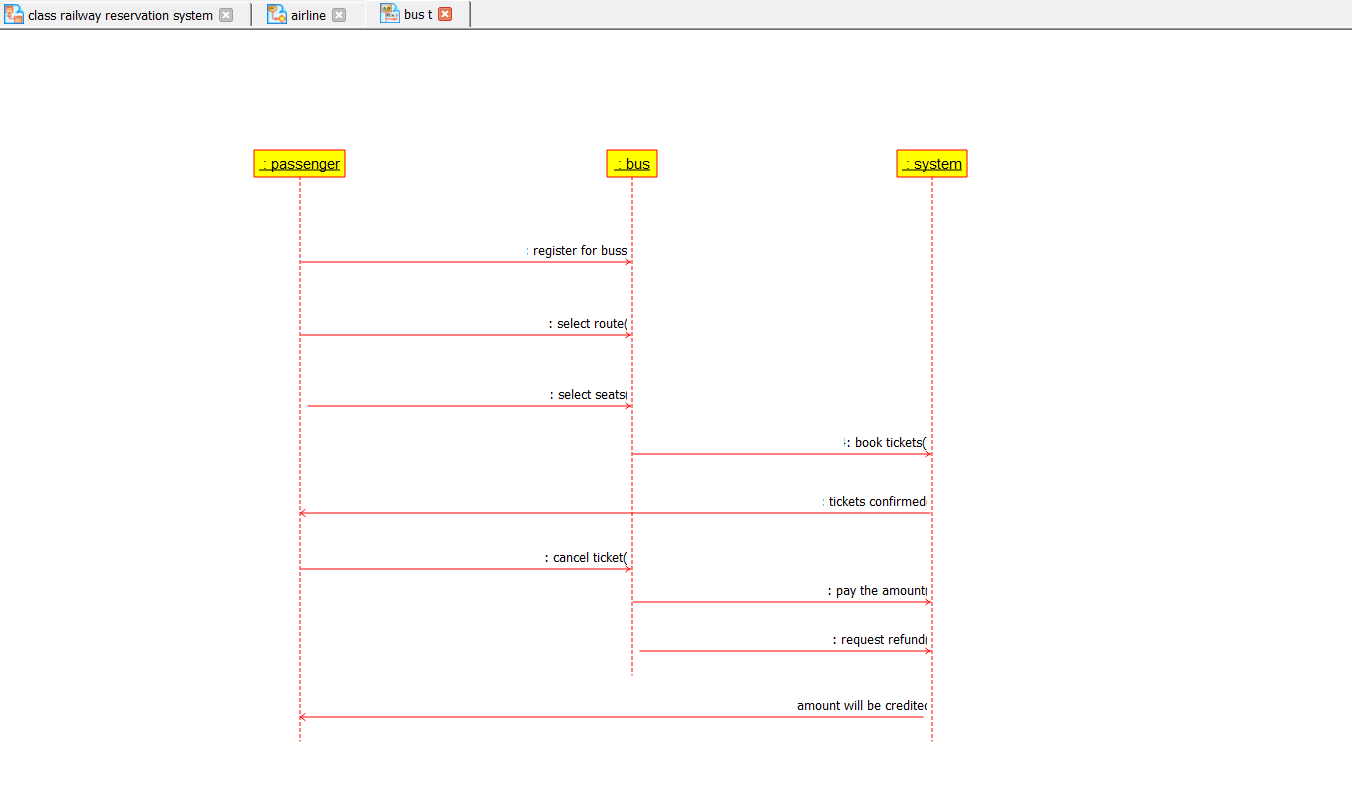 class railway reservation system
airline
bus t
: passenger
: bus
: system
: register for buss
: select route(
: select seats
: book tickets(
: tickets confirmed
: cancel ticket(
: pay the amount
: request refund
amount will be credite